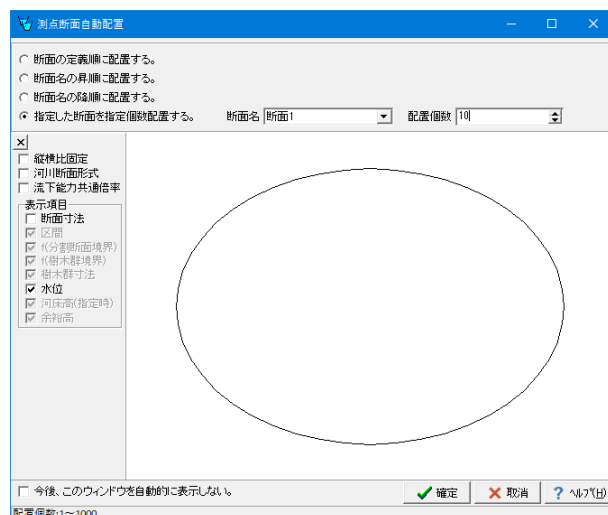 測点断面自動配置
断面の定義順に配置する。
断面名の昇順に配置する。
断面名の降順に配置する。
指定した断面を指定個数配置する。 断面名 断面1 配置個数 10
縦横比固定
河川断面形式
流下能力共通倍率
表示項目
断面寸法
区間
f(分割断面境界)
f(樹木群境界)
樹木群寸法
水位
河床高(指定時)
余裕高
今後、このウィンドウを自動的に表示しない。 確定 取消 ? ヘルプ(H)
配置個数:1~1000